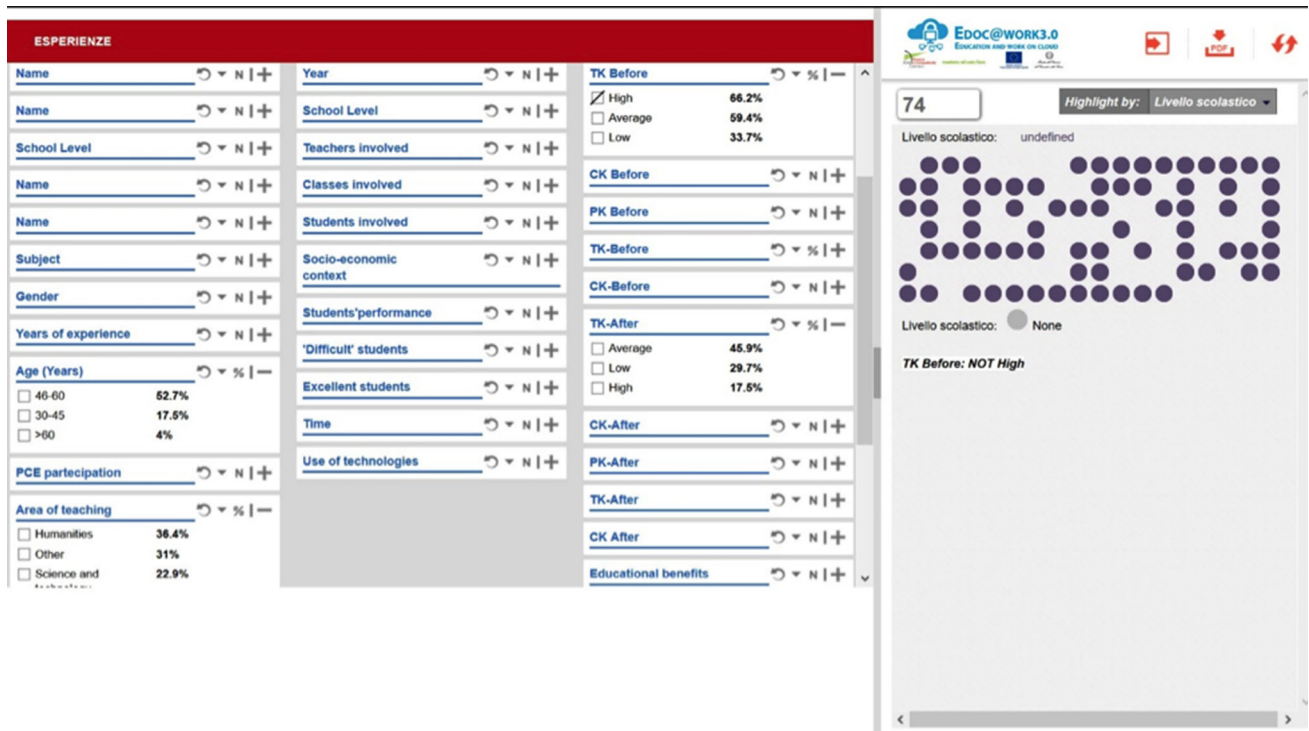 ESPERIENZE
Name N
Name N
School Level N
Name N
Name N
Subject N
Gender N
Years of experience N
Age (Years) %
46-60 52.7%
30-45 17.5%
>60 4%
PCE partecipation N
Area of teaching %
Humanities 36.4%
Other 31%
Science and 22.9%
Year N
School Level N
Teachers involved N
Classes involved N
Students involved N
Socio-economic N
context
Students'performance N
'Difficult' students N
Excellent students N
Time N
Use of technologies N
TK Before %
High 66.2%
Average 59.4%
Low 33.7%
CK Before N
PK Before N
TK-Before %
CK-Before N
TK-After %
Average 45.9%
Low 29.7%
High 17.5%
CK-After N
PK-After N
TK-After N
CK After N
Educational benefits N
EDOC@WORK3.0
EDUCATION AND WORK ON CLOUD
PDF
74
Highlight by: Livello scolastico
Livello scolastico: undefined
Livello scolastico: None
TK Before: NOT High